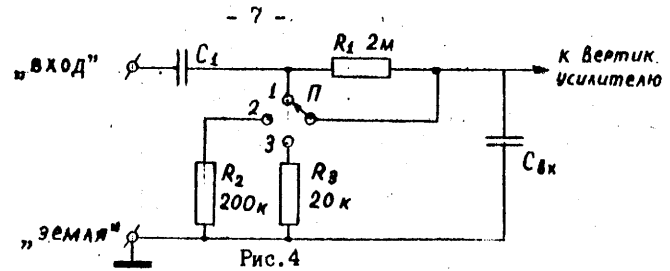 - 7 -
C1
R1 2м
к вертик.
усилителю
„вход"
1
П
2
3
Cвх
R2
200к
R3
20к
„земля"
Рис.4